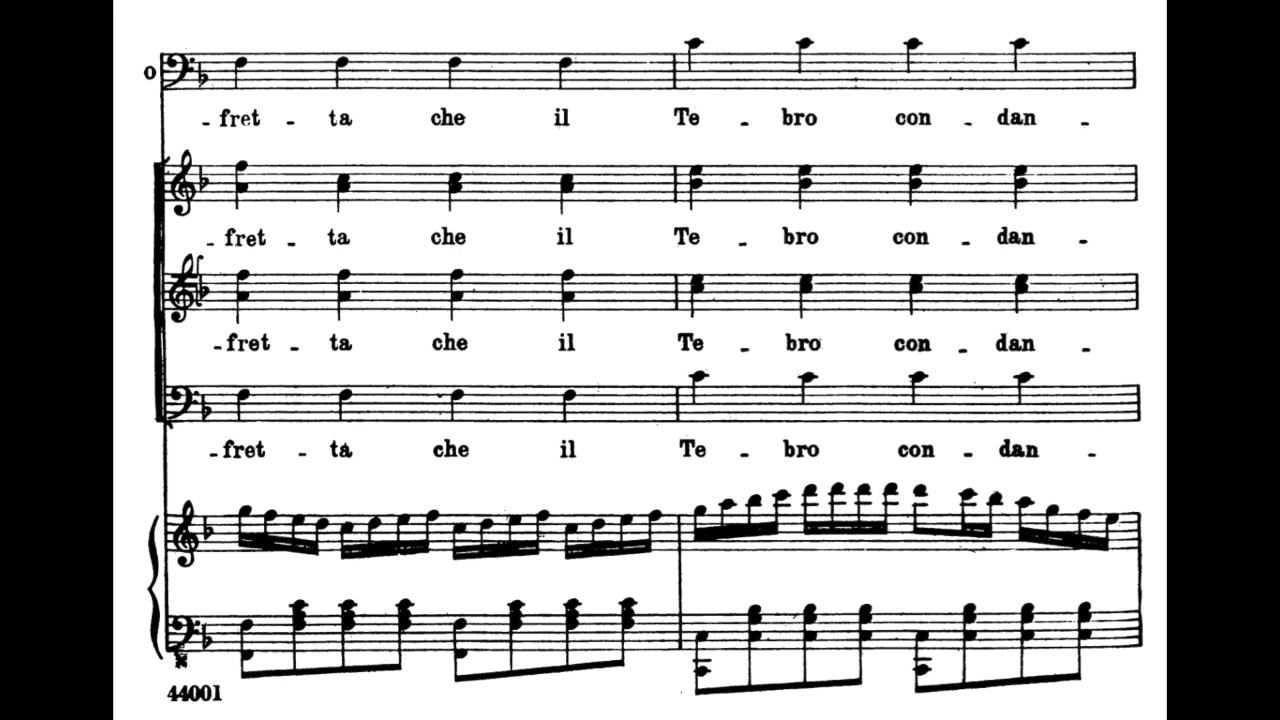 o
- fret - ta che il Te - bro con - dan -
- fret - ta che il Te - bro con - dan -
- fret - ta che il Te - bro con - dan -
- fret - ta che il Te - bro con - dan -
44001